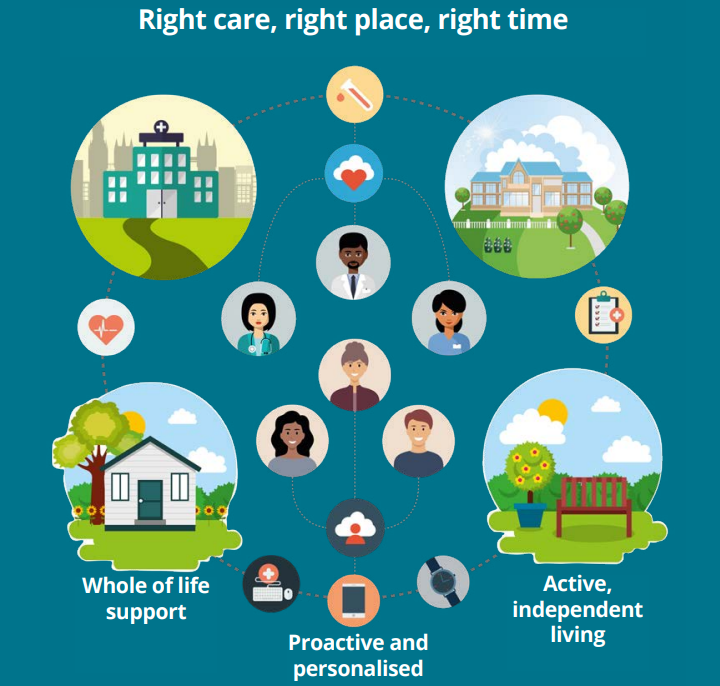 Right care, right place, right time
Whole of life
support
Active,
independent
living
Proactive and
personalised